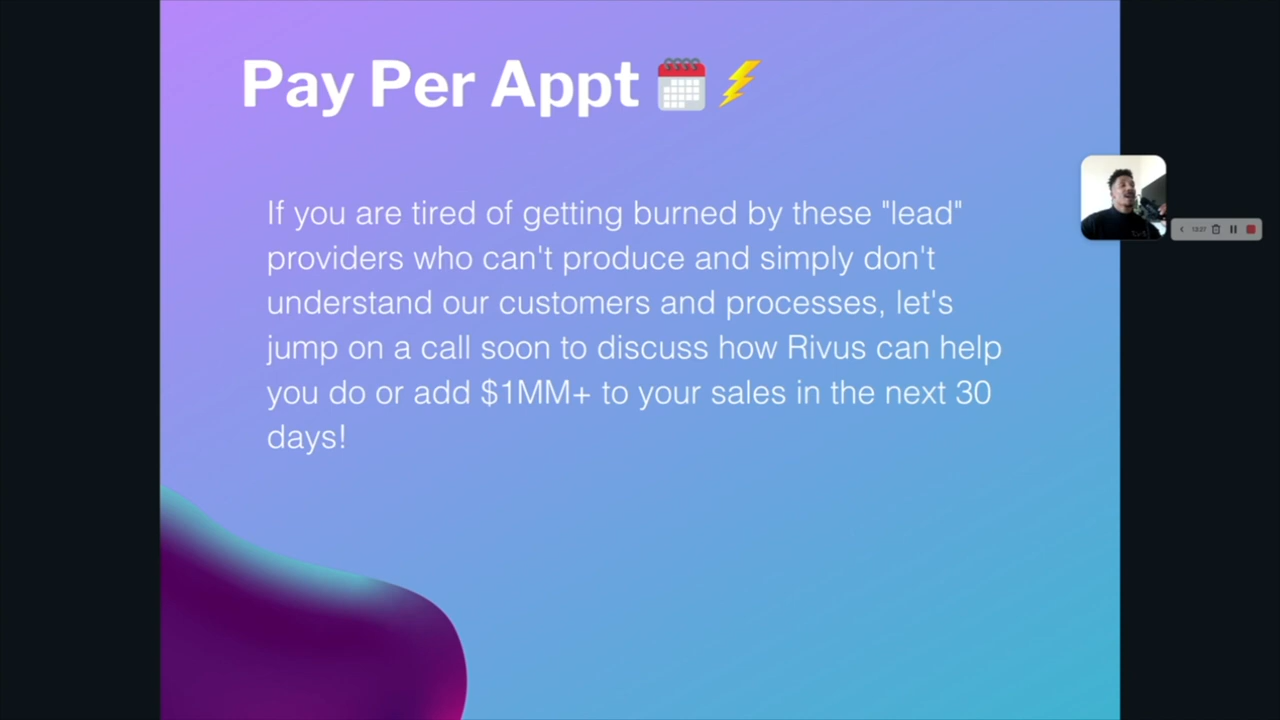 Pay Per Appt 🗓⚡
If you are tired of getting burned by these "lead"
providers who can't produce and simply don't
understand our customers and processes, let's
jump on a call soon to discuss how Rivus can help
you do or add $1MM+ to your sales in the next 30
days!